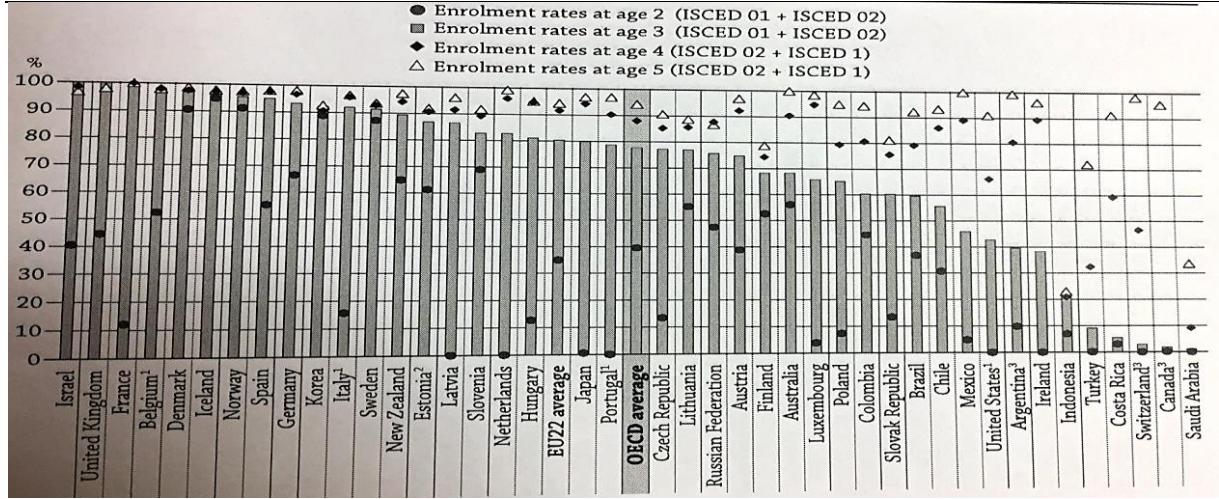 Enrolment rates at age 2 (ISCED 01 + ISCED 02)
Enrolment rates at age 3 (ISCED 01 + ISCED 02)
Enrolment rates at age 4 (ISCED 02 + ISCED 1)
Enrolment rates at age 5 (ISCED 02 + ISCED 1)
%
100
90
80
70
60
50
40
30
20
10
0
Israel
United Kingdom
France
Belgium¹
Denmark
Iceland
Norway
Spain
Germany
Korea
Italy¹
Sweden
New Zealand
Estonia²
Latvia
Slovenia
Netherlands
Hungary
EU22 average
Japan
Portugal¹
OECD average
Czech Republic
Lithuania
Russian Federation
Austria
Finland
Australia
Luxembourg
Poland
Colombia
Slovak Republic
Brazil
Chile
Mexico
United States¹
Argentina³
Ireland
Indonesia
Turkey
Costa Rica
Switzerland³
Canada³
Saudi Arabia